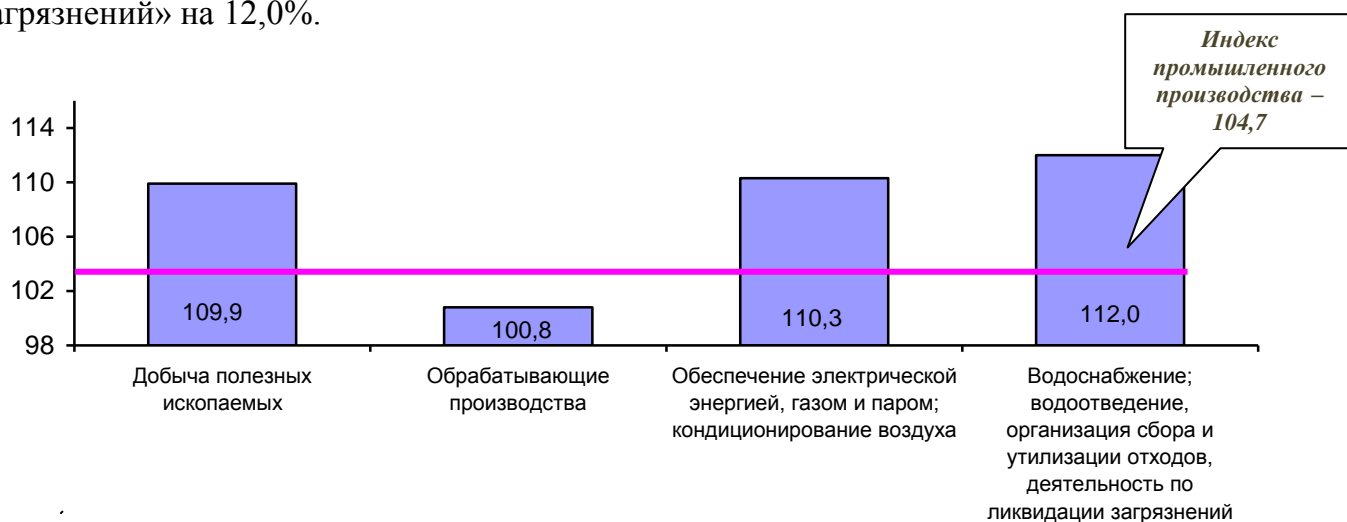 агрязнений» на 12,0%.
Индекс
промышленного
производства –
104,7
114
110
106
102
98
109,9
100,8
110,3
112,0
Добыча полезных
ископаемых
Обрабатывающие
производства
Обеспечение электрической
энергией, газом и паром;
кондиционирование воздуха
Водоснабжение;
водоотведение,
организация сбора и
утилизации отходов,
деятельность по
ликвидации загрязнений